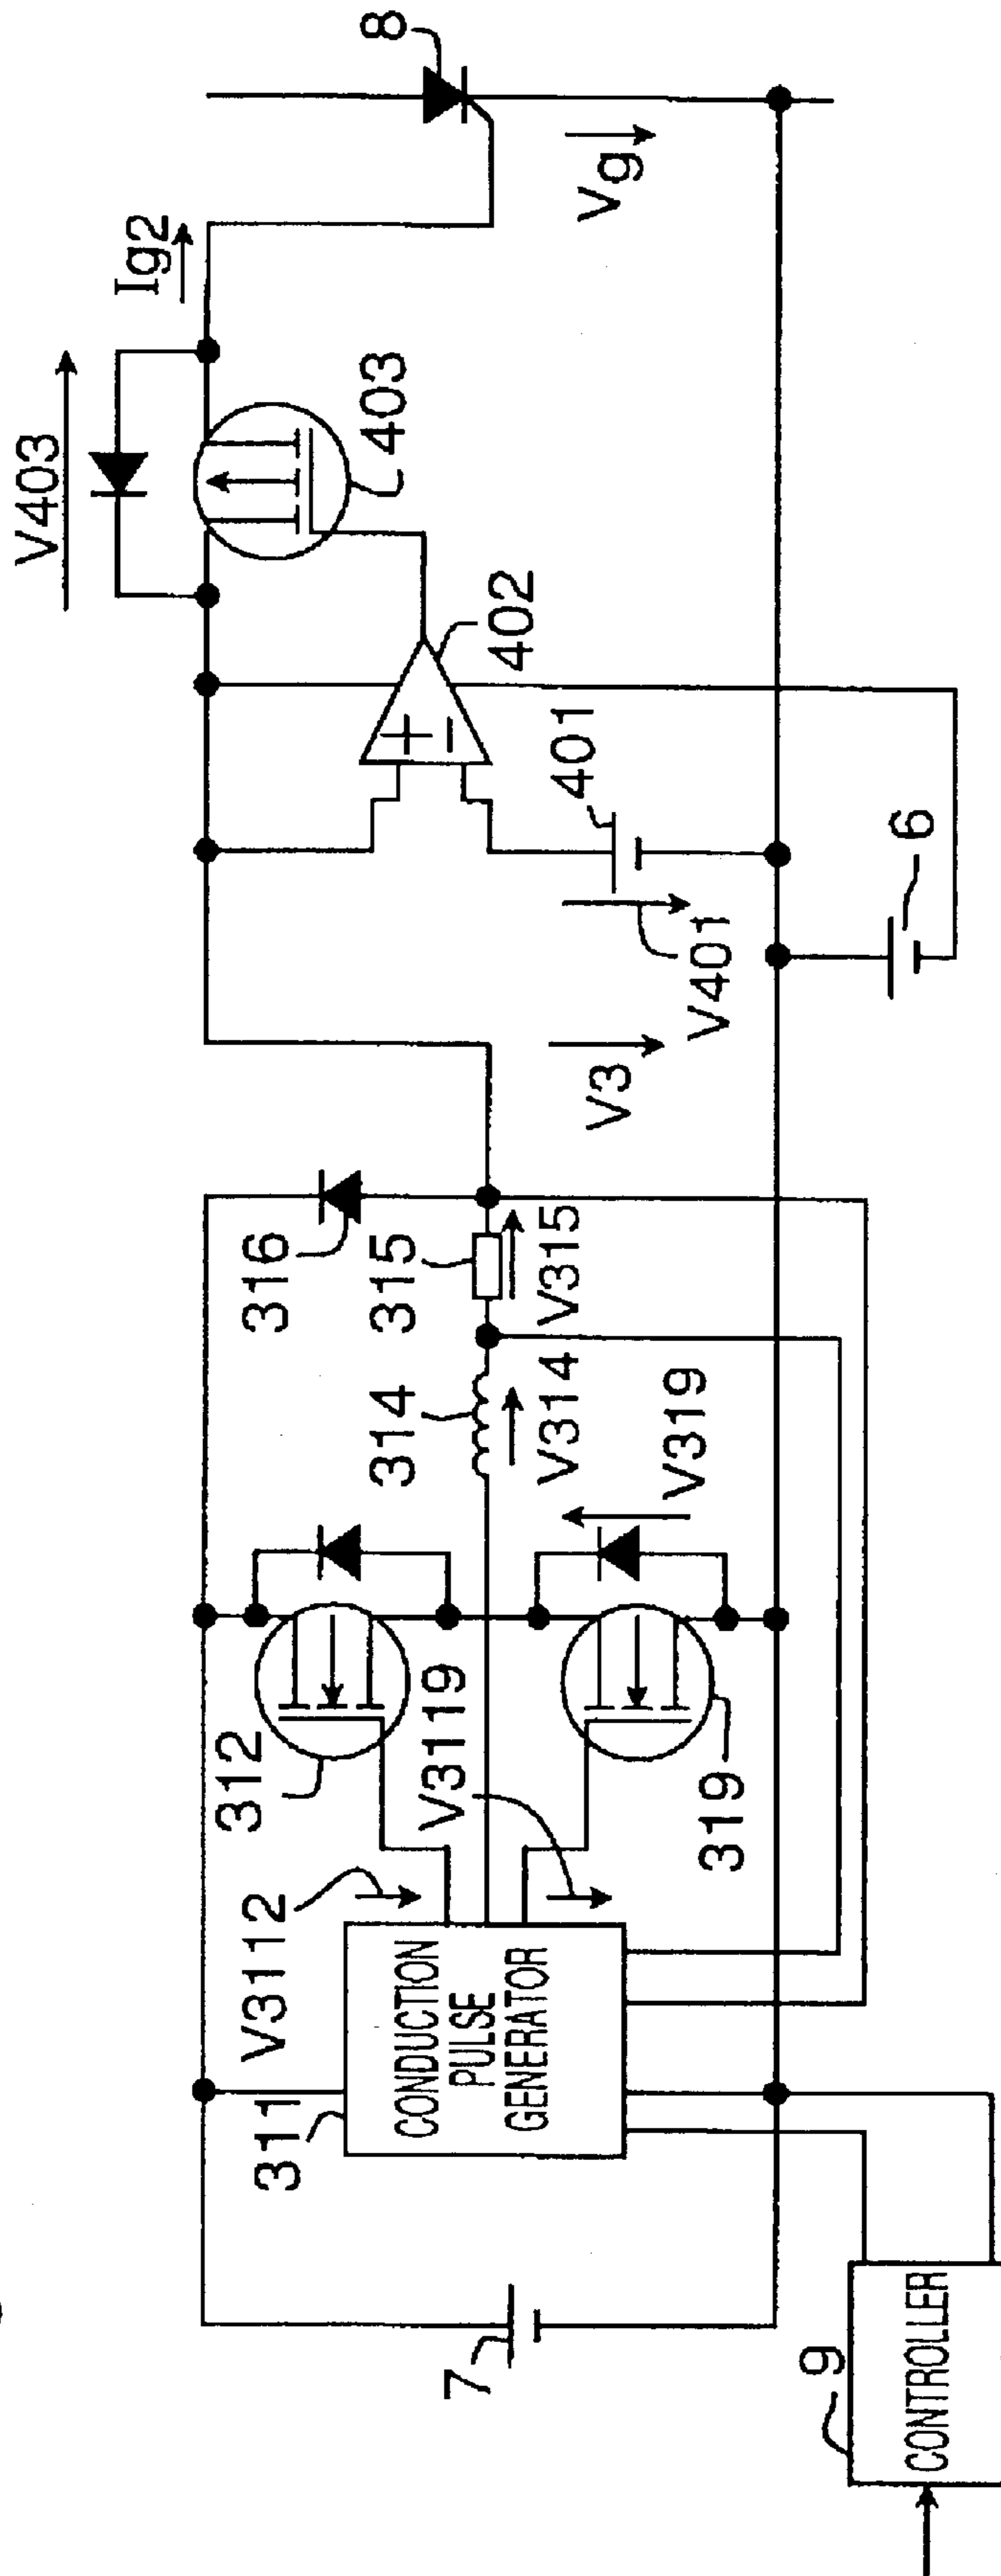 7
311
V3112
312
CONDUCTION
PULSE
GENERATOR
V3119
319
V319
314
V314
315
V315
316
V3
V401
401
402
6
V403
403
Ig2
8
Vg
9
CONTROLLER